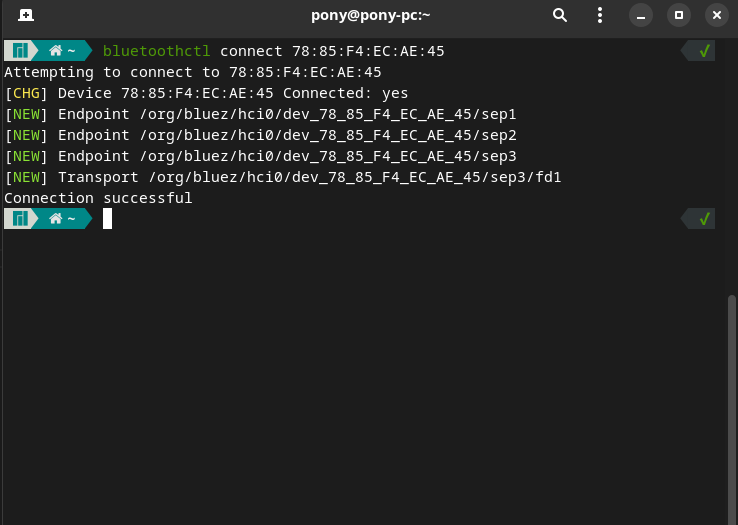 pony@pony-pc:~
~ bluetoothctl connect 78:85:F4:EC:AE:45 ✓
Attempting to connect to 78:85:F4:EC:AE:45
[CHG] Device 78:85:F4:EC:AE:45 Connected: yes
[NEW] Endpoint /org/bluez/hci0/dev_78_85_F4_EC_AE_45/sep1
[NEW] Endpoint /org/bluez/hci0/dev_78_85_F4_EC_AE_45/sep2
[NEW] Endpoint /org/bluez/hci0/dev_78_85_F4_EC_AE_45/sep3
[NEW] Transport /org/bluez/hci0/dev_78_85_F4_EC_AE_45/sep3/fd1
Connection successful
~ ✓